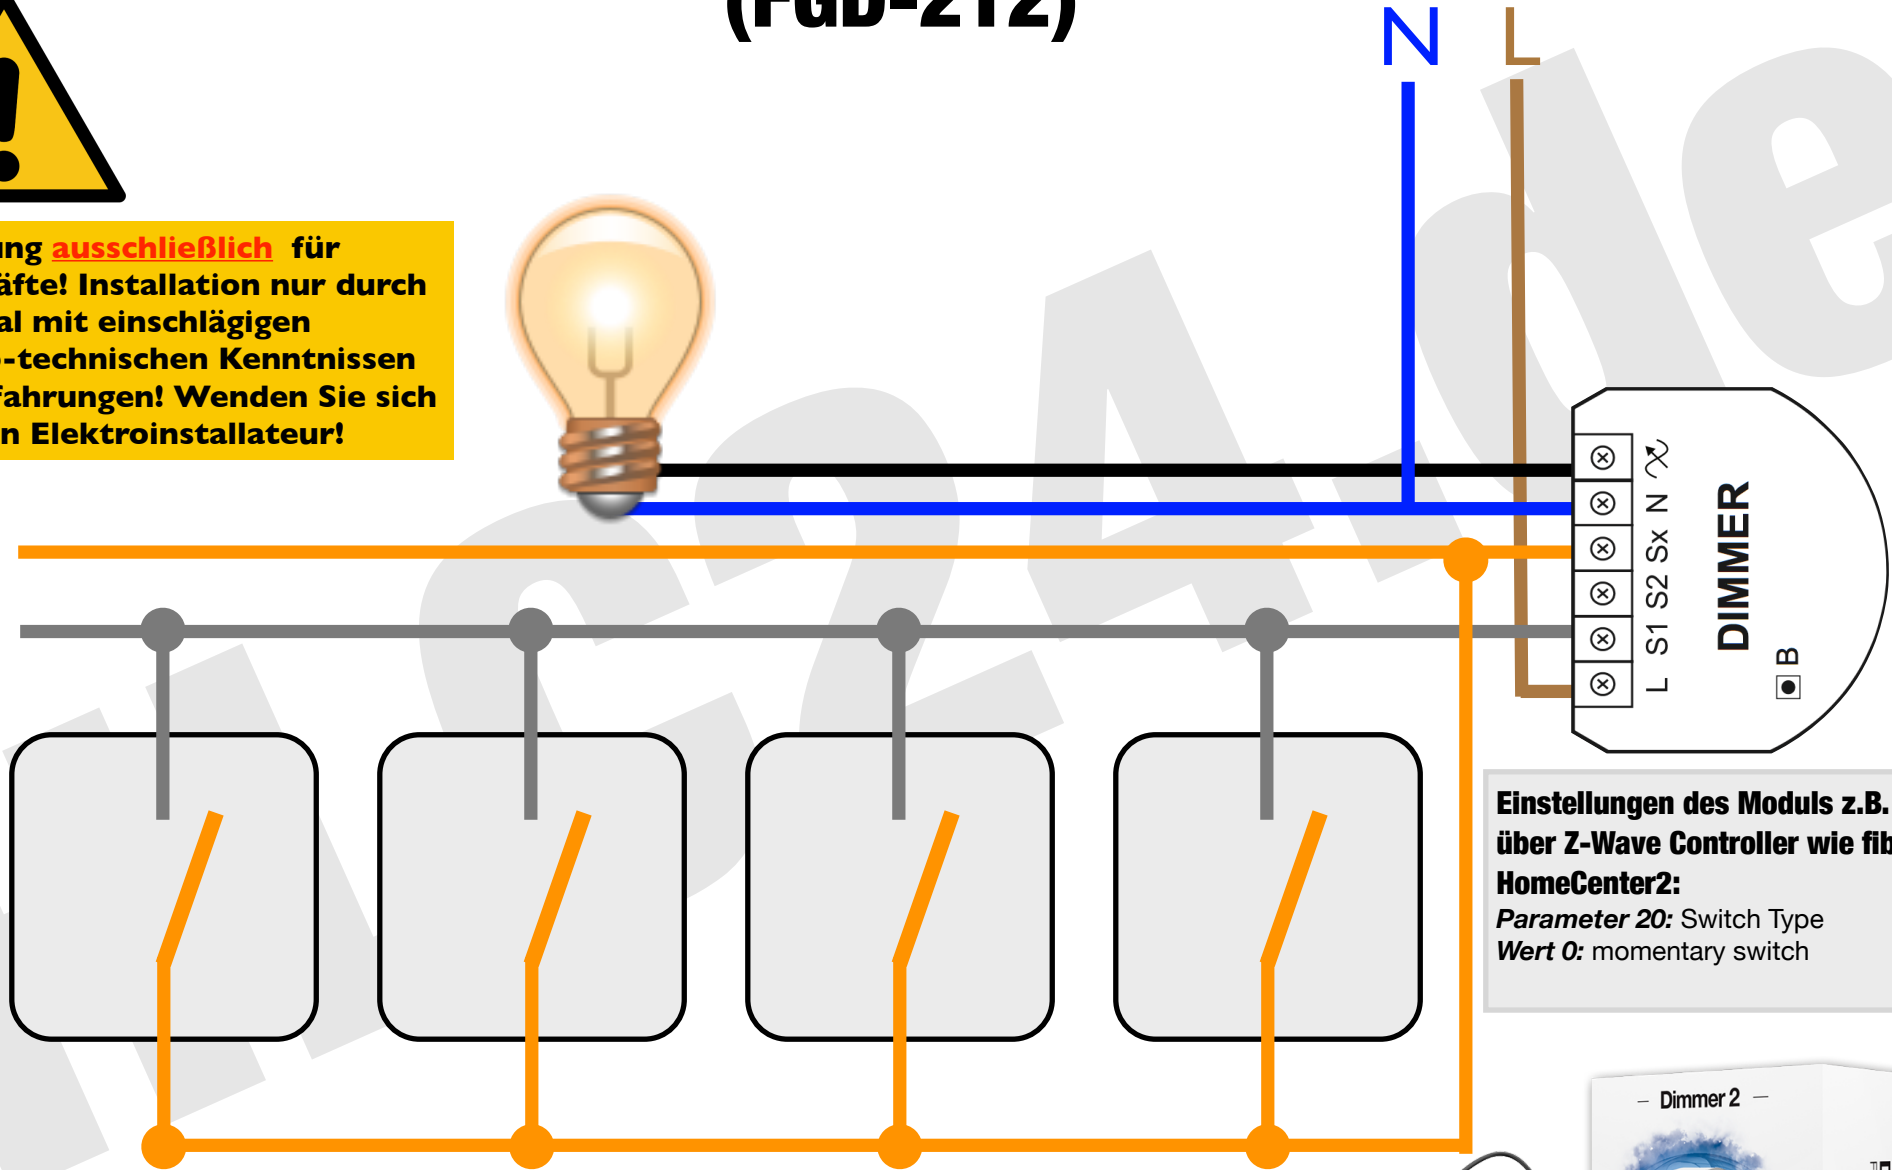 (FGD-212)
N L
ung ausschließlich für
äfte! Installation nur durch
al mit einschlägigen
-technischen Kenntnissen
fahrungen! Wenden Sie sich
n Elektroinstallateur!
N
Sx
S2
S1
L
DIMMER
B
Einstellungen des Moduls z.B.
über Z-Wave Controller wie fib
HomeCenter2:
Parameter 20: Switch Type
Wert 0: momentary switch
– Dimmer 2 –